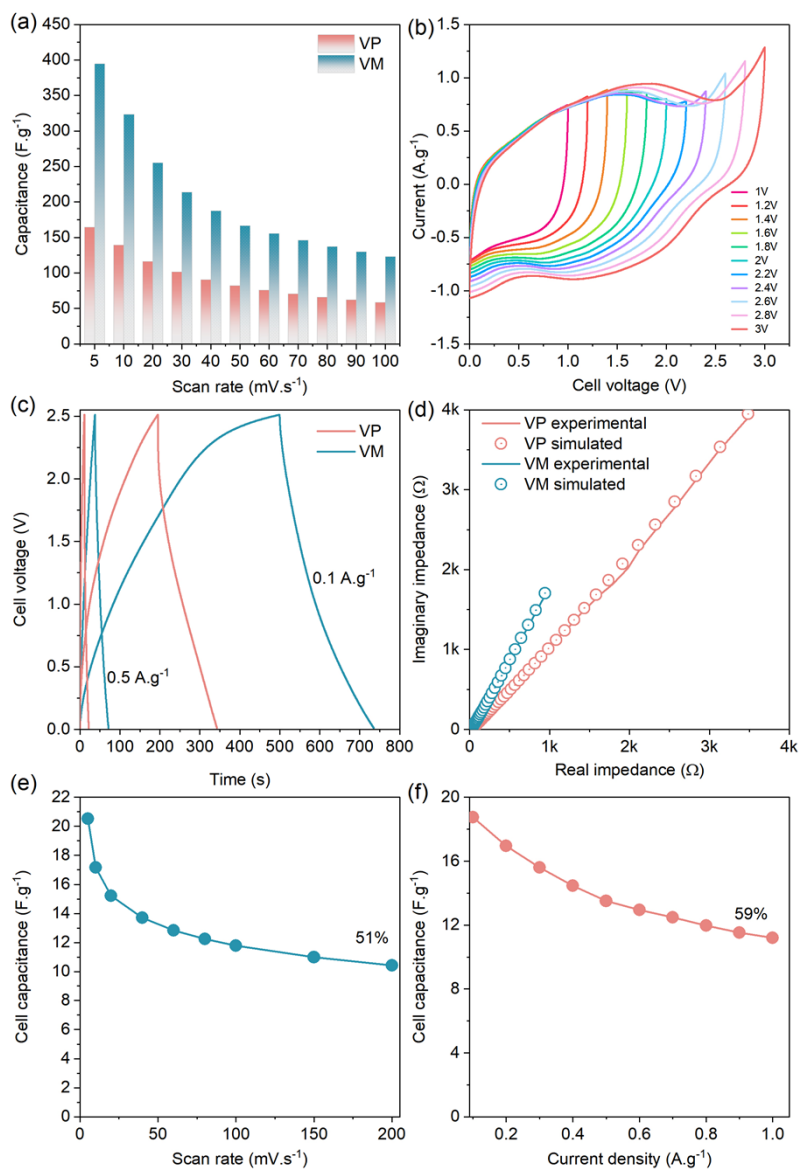 (a)
450
400
350
300
250
200
150
100
50
0
Capacitance (F.g⁻¹)
VP
VM
5 10 20 30 40 50 60 70 80 90 100
Scan rate (mV.s⁻¹)
(b)
1.5
1.0
0.5
0.0
-0.5
-1.0
-1.5
Current (A.g⁻¹)
1V
1.2V
1.4V
1.6V
1.8V
2V
2.2V
2.4V
2.6V
2.8V
3V
0.0 0.5 1.0 1.5 2.0 2.5 3.0
Cell voltage (V)
(c)
2.5
2.0
1.5
1.0
0.5
0.0
Cell voltage (V)
VP
VM
0.1 A.g⁻¹
0.5 A.g⁻¹
0 100 200 300 400 500 600 700 800
Time (s)
(d)
4k
3k
2k
1k
0
Imaginary impedance (Ω)
VP experimental
VP simulated
VM experimental
VM simulated
0 1k 2k 3k 4k
Real impedance (Ω)
(e)
22
20
18
16
14
12
10
8
6
4
2
0
Cell capacitance (F.g⁻¹)
51%
0 50 100 150 200
Scan rate (mV.s⁻¹)
(f)
20
16
12
8
4
0
Cell capacitance (F.g⁻¹)
59%
0.2 0.4 0.6 0.8 1.0
Current density (A.g⁻¹)